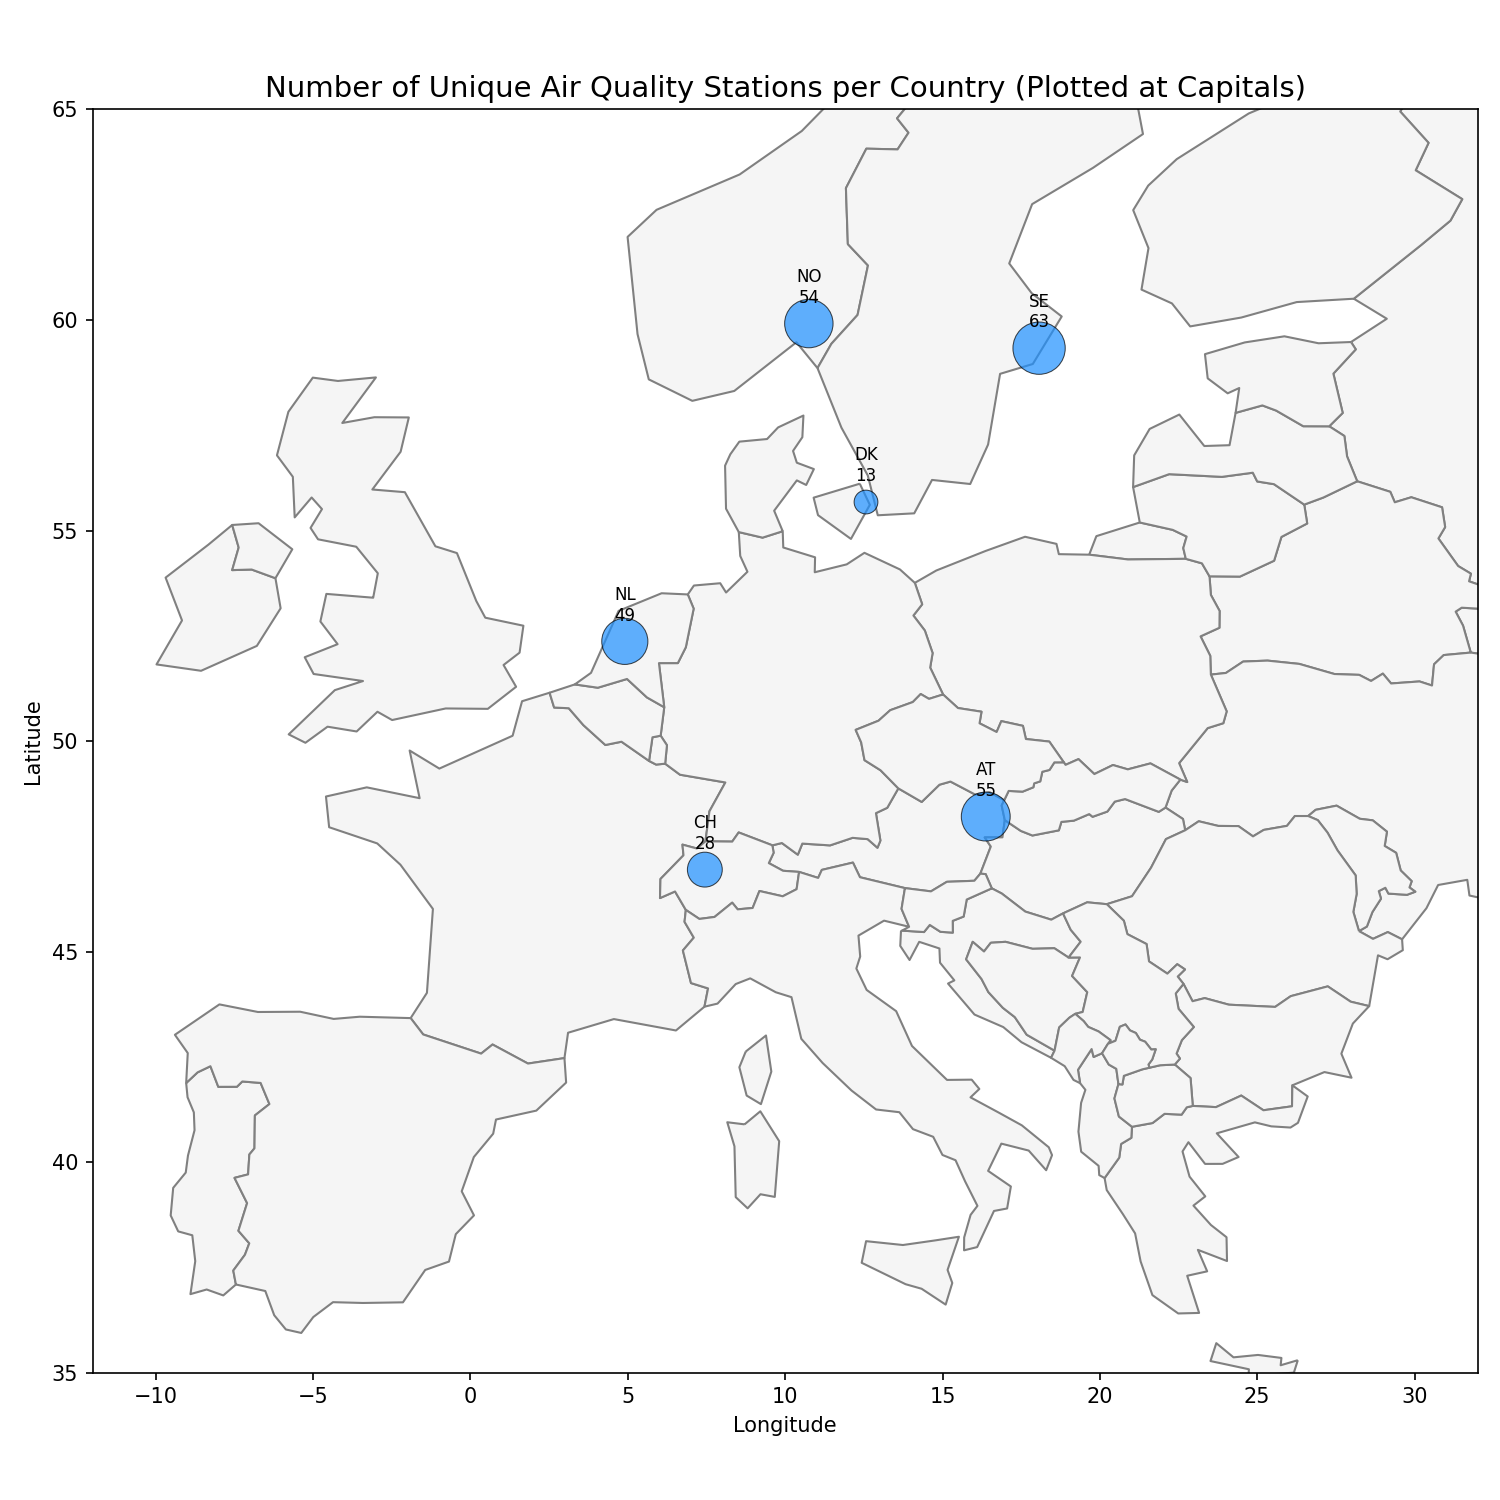 Number of Unique Air Quality Stations per Country (Plotted at Capitals)
65
60
55
50
45
40
35
Latitude
NO
54
SE
63
DK
13
NL
49
AT
55
CH
28
−10
−5
0
5
10
15
20
25
30
Longitude